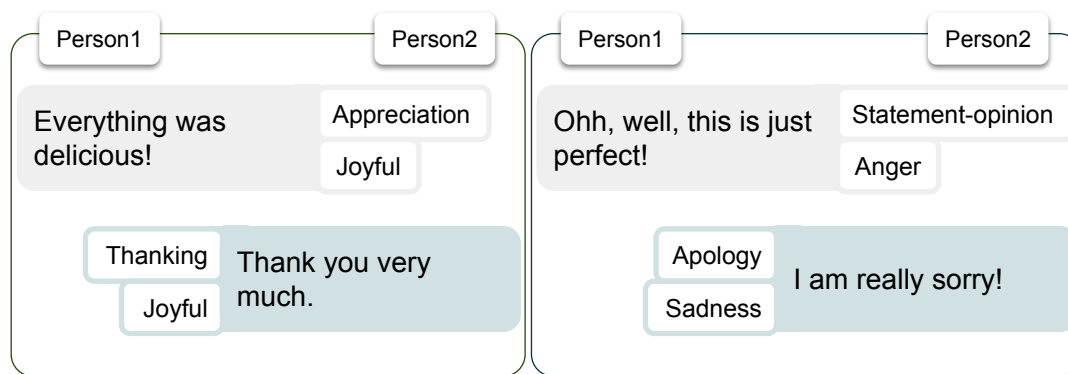 Person1
Person2
Everything was
delicious!
Appreciation
Joyful
Thanking
Joyful
Thank you very
much.
Person1
Person2
Ohh, well, this is just
perfect!
Statement-opinion
Anger
Apology
Sadness
I am really sorry!